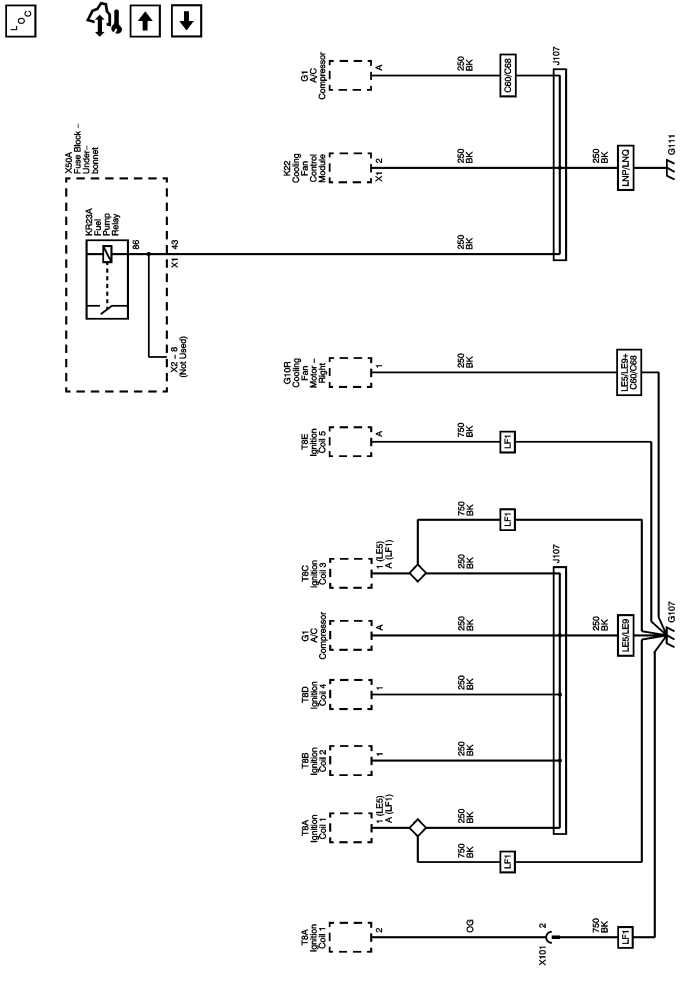 LOC
X50A
Fuse Block –
Under–
bonnet
KR23A
Fuel
Pump
Relay
86
43
X1
X2 – 8
(Not Used)
G1
A/C
Compressor
A
250
BK
C60/C68
J107
K22
Cooling
Fan
Control
Module
2
X1
250
BK
250
BK
LNP/LNQ
G111
250
BK
G10R
Cooling
Fan
Motor –
Right
1
250
BK
LE5/LE9+
C60/C68
T8E
Ignition
Coil 5
A
750
BK
LF1
750
BK
LF1
T8C
Ignition
Coil 3
1 (LE5)
A (LF1)
250
BK
J107
G1
A/C
Compressor
A
250
BK
250
BK
LE5/LE9
G107
T8D
Ignition
Coil 4
1
250
BK
T8B
Ignition
Coil 2
1
250
BK
T8A
Ignition
Coil 1
1 (LE5)
A (LF1)
250
BK
750
BK
LF1
T8A
Ignition
Coil 1
2
OG
2
X101
750
BK
LF1